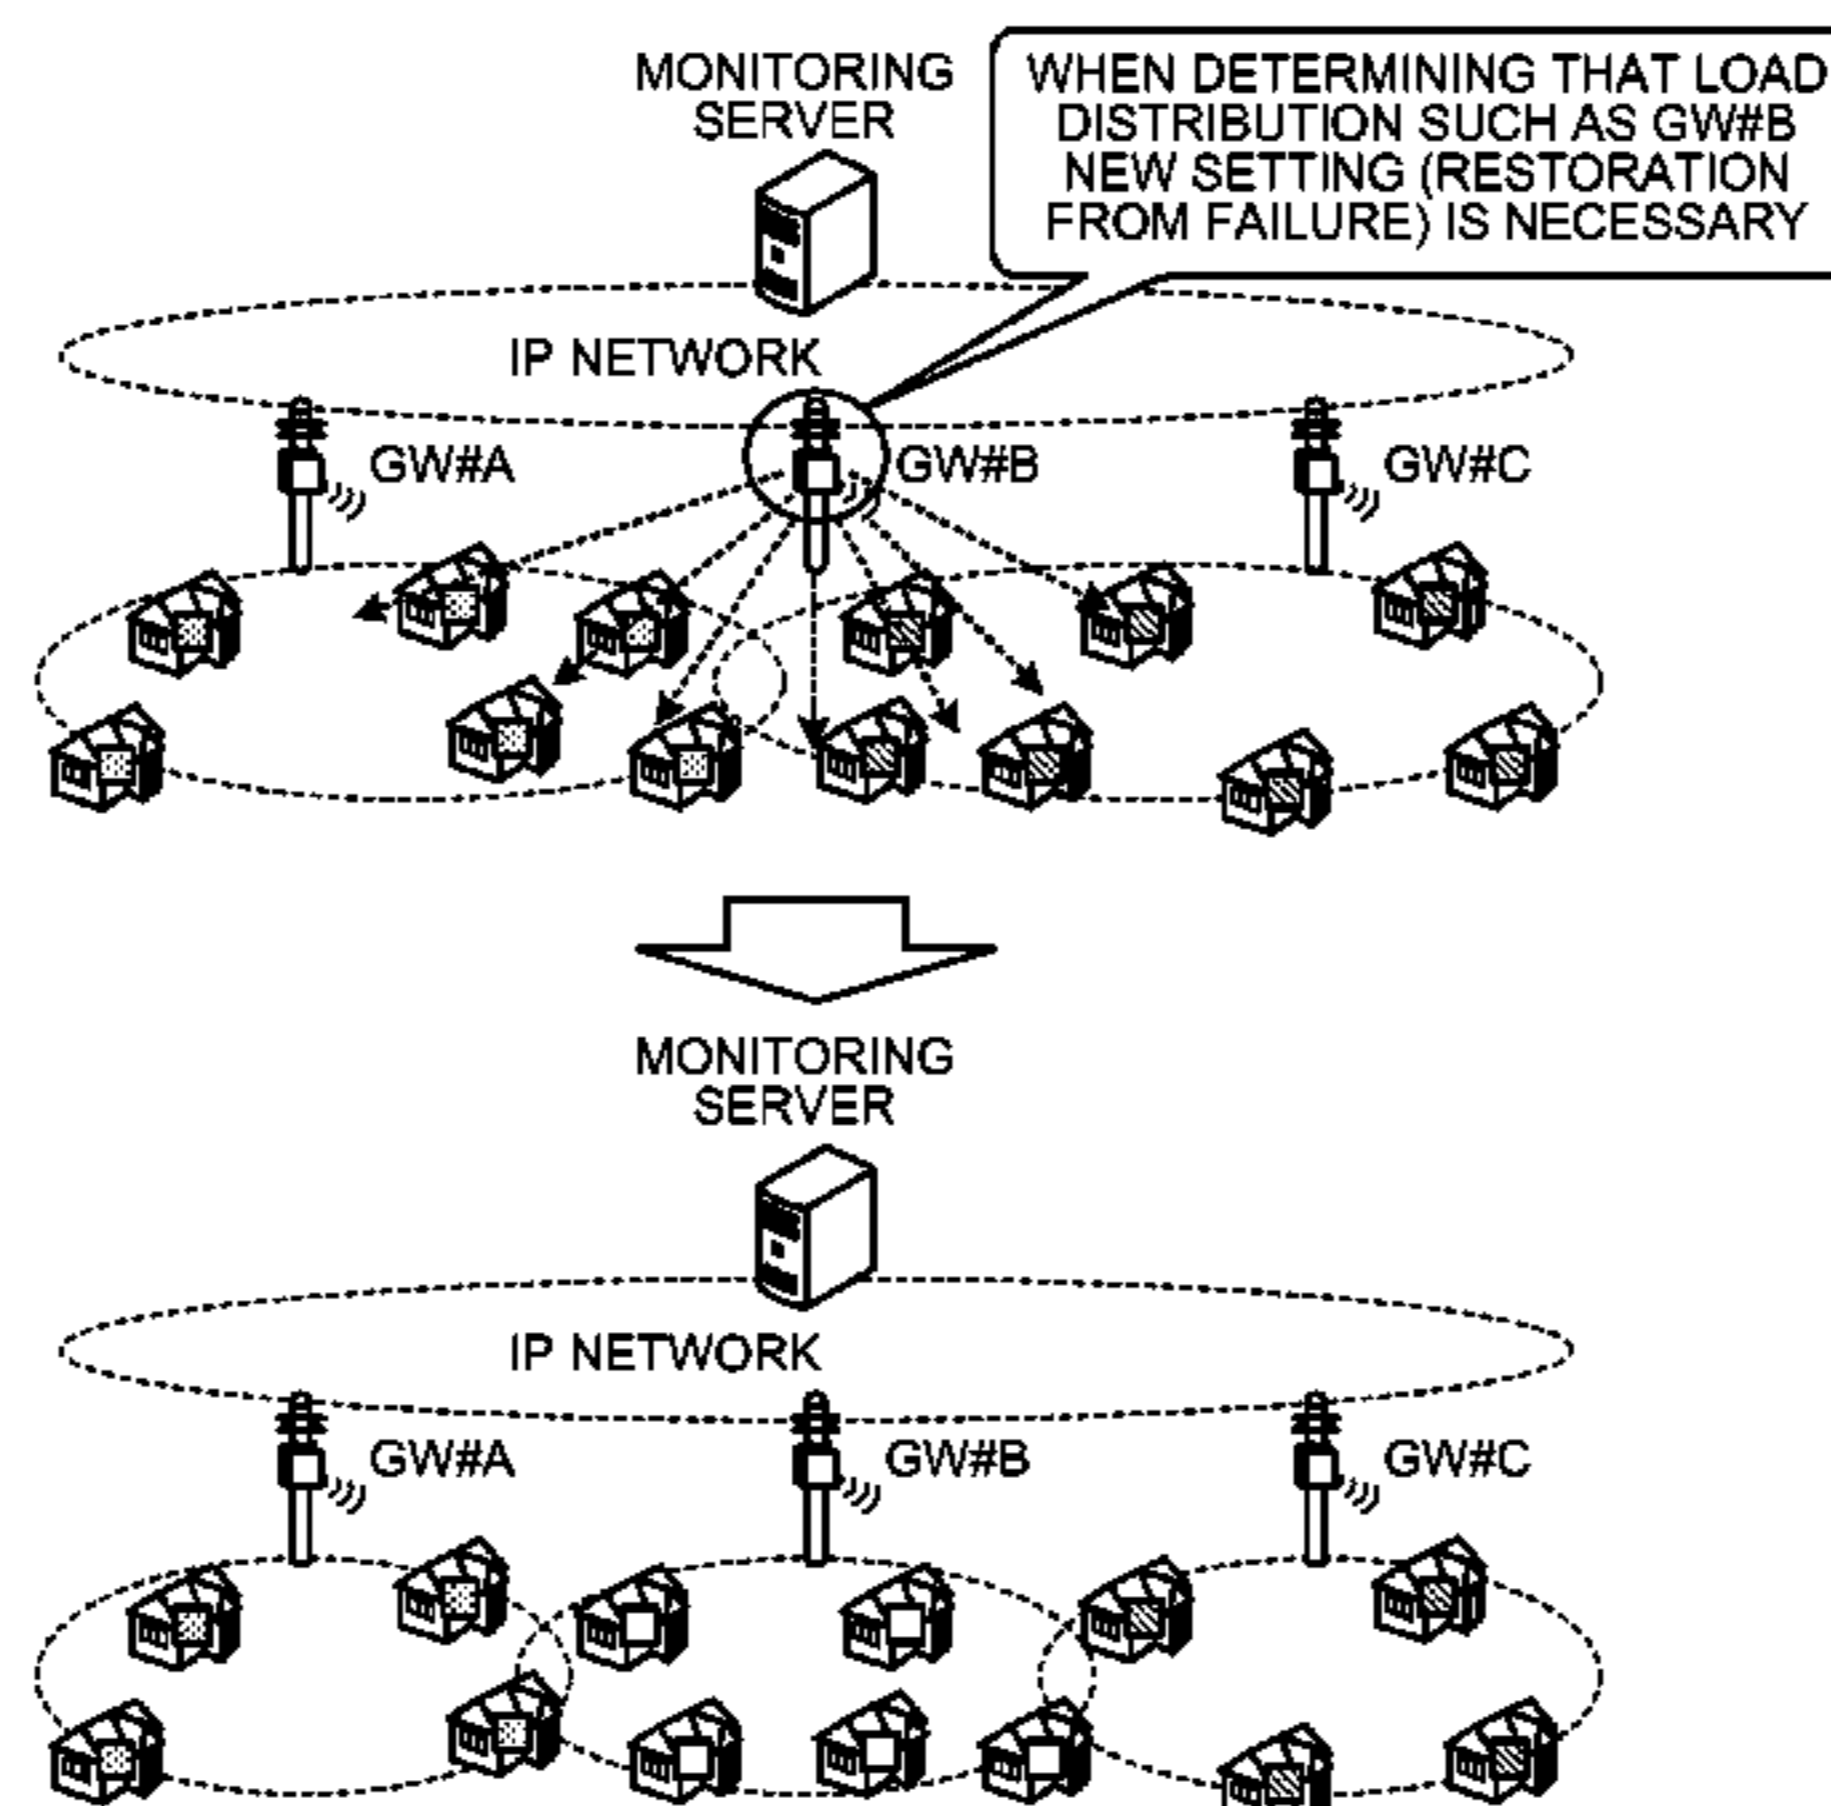 MONITORING
SERVER
WHEN DETERMINING THAT LOAD
DISTRIBUTION SUCH AS GW#B
NEW SETTING (RESTORATION
FROM FAILURE) IS NECESSARY
IP NETWORK
GW#A
GW#B
GW#C
MONITORING
SERVER
IP NETWORK
GW#A
GW#B
GW#C